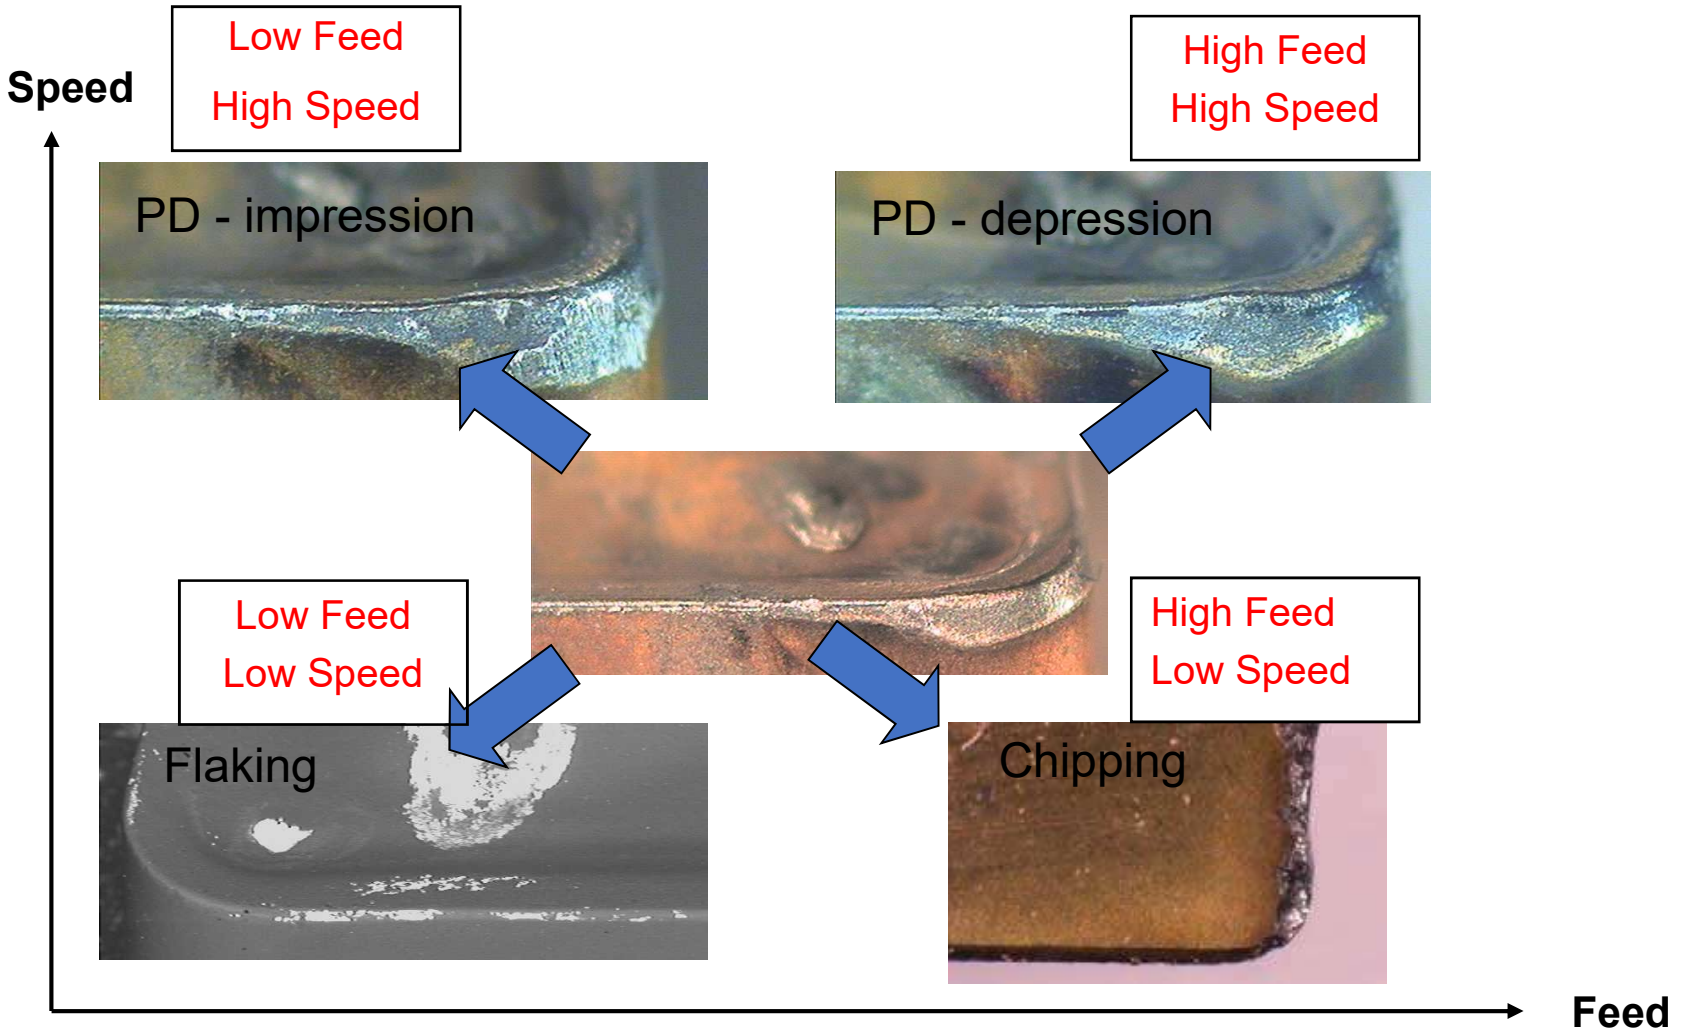 Low Feed
High Speed
High Feed
High Speed
Speed
PD - impression
PD - depression
Low Feed
Low Speed
High Feed
Low Speed
Flaking
Chipping
Feed